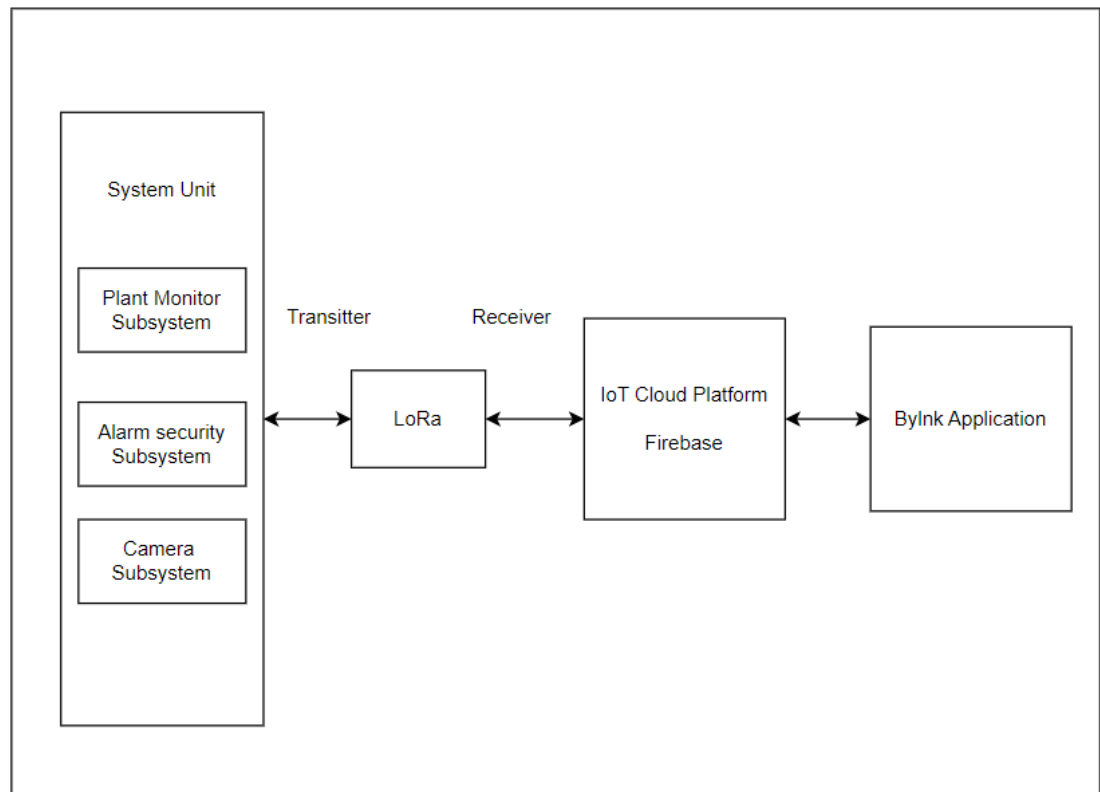 System Unit
Plant Monitor
Subsystem
Alarm security
Subsystem
Camera
Subsystem
Transitter
Receiver
LoRa
IoT Cloud Platform
Firebase
Bylnk Application